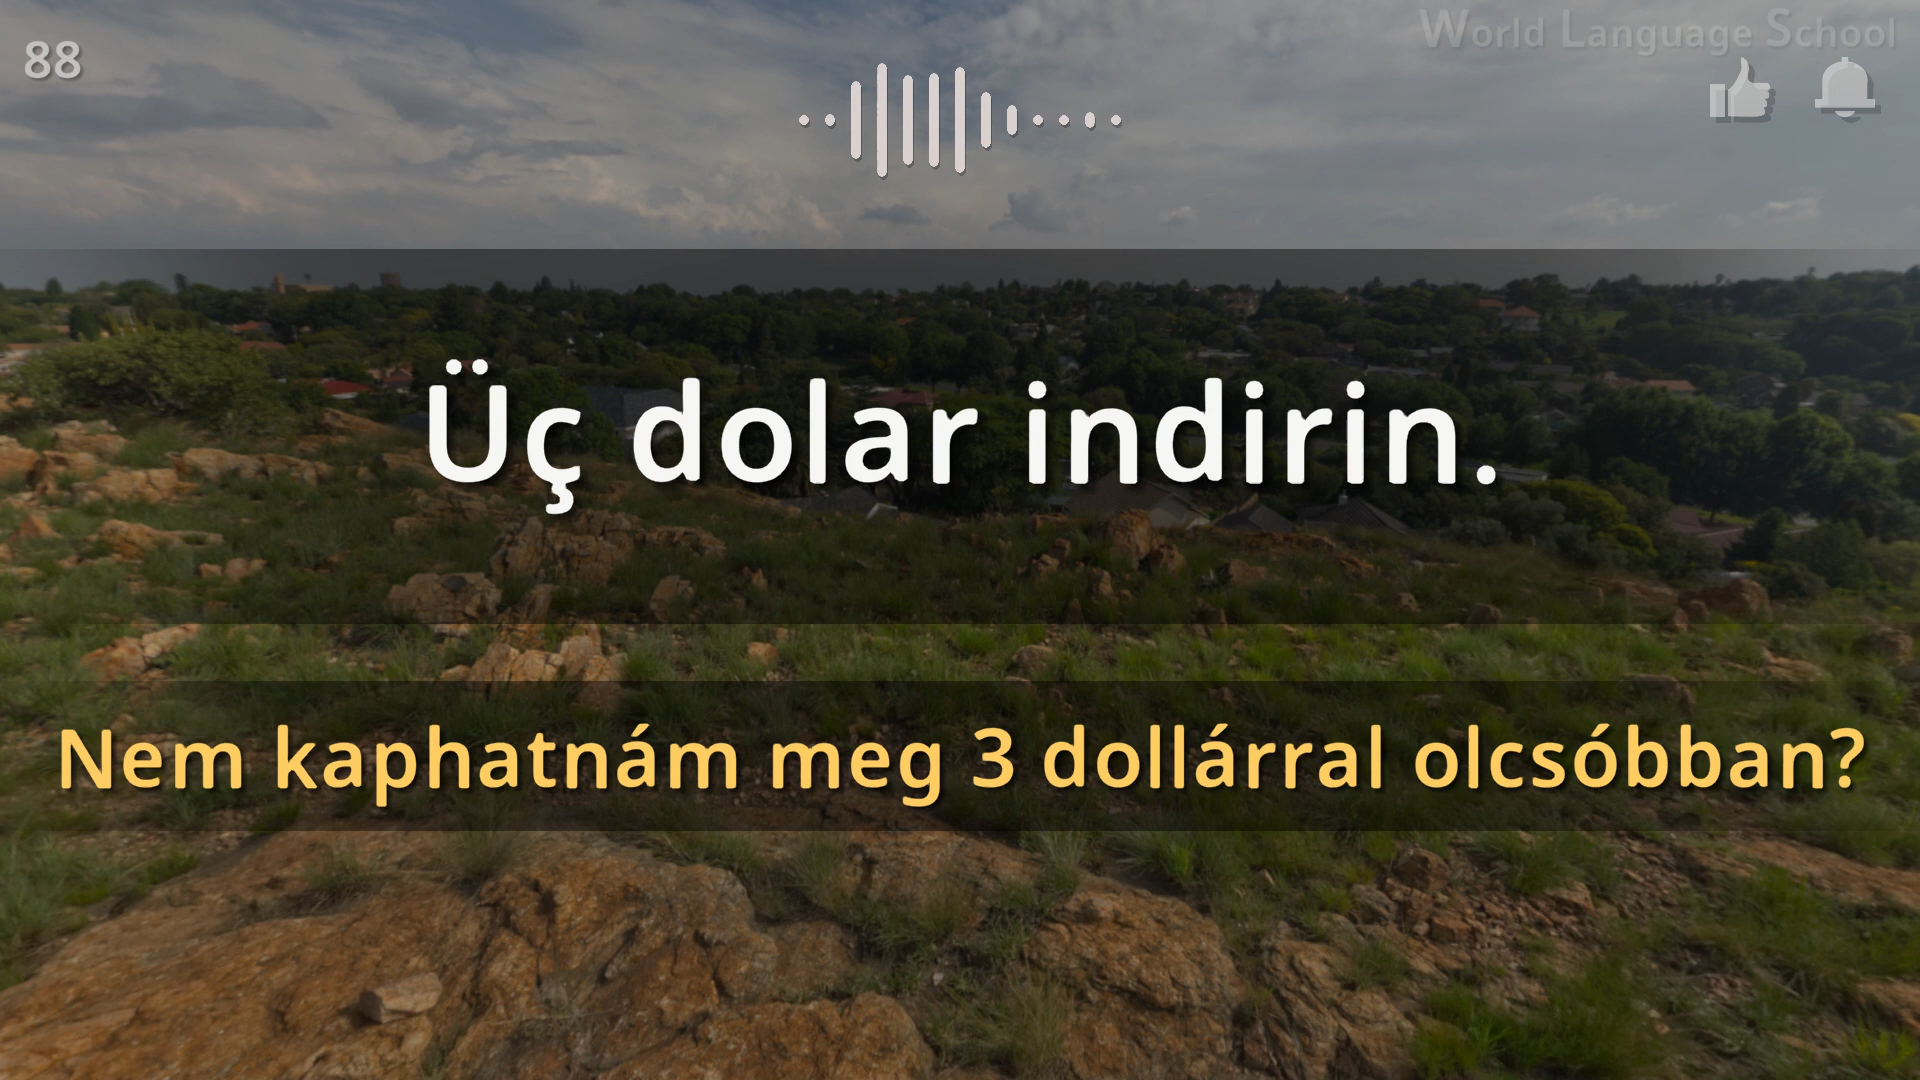 World Language School
88
Üç dolar indirin.
Nem kaphatnám meg 3 dollárral olcsóbban?